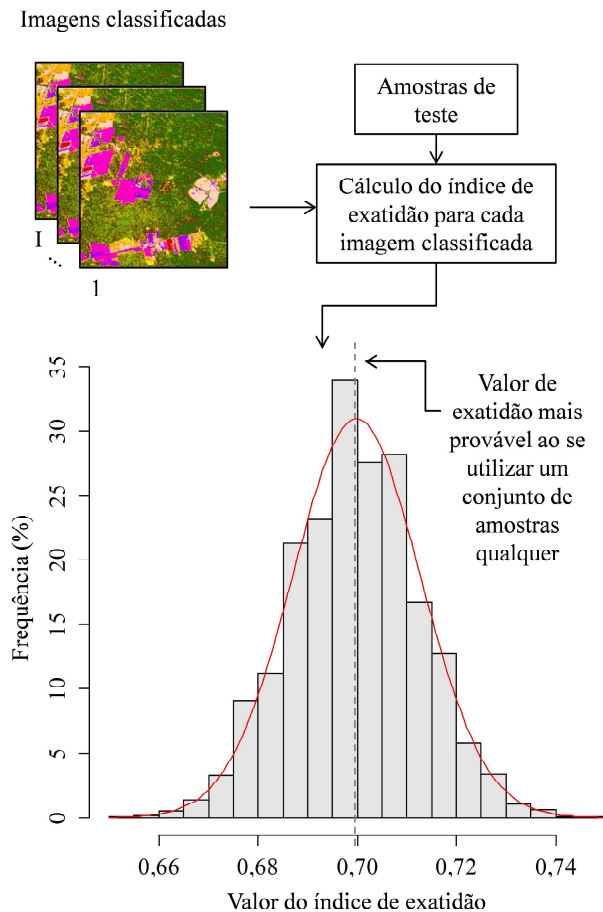 Imagens classificadas
Amostras de
teste
Cálculo do índice de
exatidão para cada
imagem classificada
I
...
1
Valor de
exatidão mais
provável ao se
utilizar um
conjunto de
amostras
qualquer
Frequência (%)
35
30
25
20
15
10
5
0
0,66
0,68
0,70
0,72
0,74
Valor do índice de exatidão